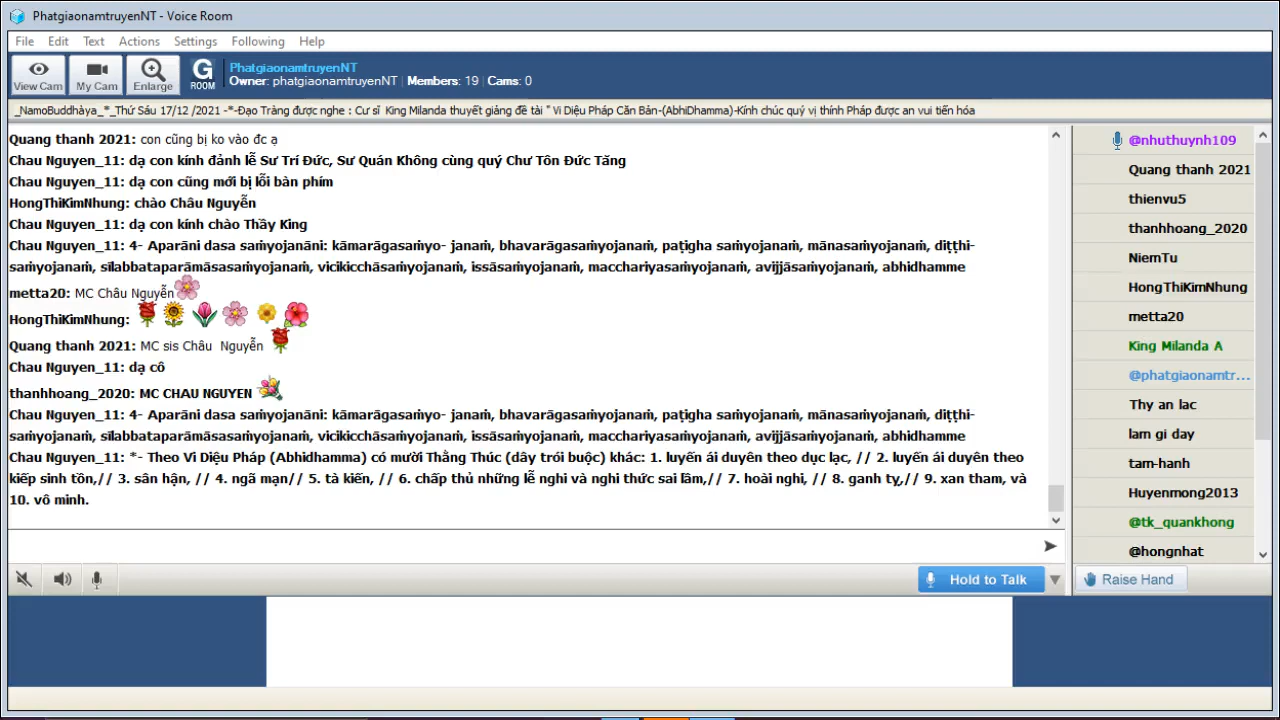 PhatgiaonamtruyenNT - Voice Room
File Edit Text Actions Settings Following Help
View Cam My Cam Enlarge G ROOM
PhatgiaonamtruyenNT
Owner: phatgiaonamtruyenNT | Members: 19 | Cams: 0
_NamoBuddhàya_*_Thứ Sáu 17/12 /2021 -*-Đạo Tràng được nghe : Cư sĩ King Milanda thuyết giảng đề tài " Vi Diệu Pháp Căn Bản-(AbhiDhamma)-Kính chúc quý vị thính Pháp được an vui tiến hóa
Quang thanh 2021: con cũng bị ko vào đc ạ
Chau Nguyen_11: dạ con kính đảnh lễ Sư Trí Đức, Sư Quán Không cùng quý Chư Tôn Đức Tăng
Chau Nguyen_11: dạ con cũng mới bị lỗi bàn phím
HongThiKimNhung: chào Châu Nguyễn
Chau Nguyen_11: dạ con kính chào Thầy King
Chau Nguyen_11: 4- Aparāni dasa saṁyojanāni: kāmarāgasaṁyo- janaṁ, bhavarāgasaṁyojanaṁ, paṭigha saṁyojanaṁ, mānasaṁyojanaṁ, diṭṭhi-
saṁyojanaṁ, sīlabbataparāmāsasaṁyojanaṁ, vicikicchāsaṁyojanaṁ, issāsaṁyojanaṁ, macchariyasaṁyojanaṁ, avijjāsaṁyojanaṁ, abhidhamme
metta20: MC Châu Nguyễn
HongThiKimNhung:
Quang thanh 2021: MC sis Châu Nguyễn
Chau Nguyen_11: dạ cô
thanhhoang_2020: MC CHAU NGUYEN
Chau Nguyen_11: 4- Aparāni dasa saṁyojanāni: kāmarāgasaṁyo- janaṁ, bhavarāgasaṁyojanaṁ, paṭigha saṁyojanaṁ, mānasaṁyojanaṁ, diṭṭhi-
saṁyojanaṁ, sīlabbataparāmāsasaṁyojanaṁ, vicikicchāsaṁyojanaṁ, issāsaṁyojanaṁ, macchariyasaṁyojanaṁ, avijjāsaṁyojanaṁ, abhidhamme
Chau Nguyen_11: *- Theo Vi Diệu Pháp (Abhidhamma) có mười Thằng Thúc (dây trói buộc) khác: 1. luyến ái duyên theo dục lạc, // 2. luyến ái duyên theo
kiếp sinh tồn,// 3. sân hận, // 4. ngã mạn// 5. tà kiến, // 6. chấp thủ những lễ nghi và nghi thức sai lầm,// 7. hoài nghi, // 8. ganh tỵ,// 9. xan tham, và
10. vô minh.
@nhuthuynh109
Quang thanh 2021
thienvu5
thanhhoang_2020
NiemTu
HongThiKimNhung
metta20
King Milanda A
@phatgiaonamtr...
Thy an lac
lam gi day
tam-hanh
Huyenmong2013
@tk_quankhong
@hongnhat
Hold to Talk
Raise Hand